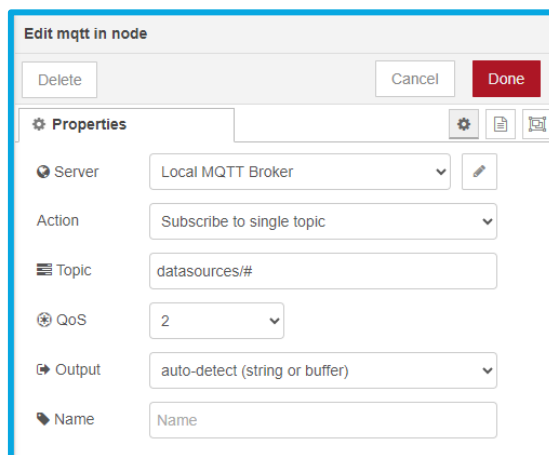 Edit mqtt in node
Delete Cancel Done
Properties
Server Local MQTT Broker
Action Subscribe to single topic
Topic datasources/#
QoS 2
Output auto-detect (string or buffer)
Name Name